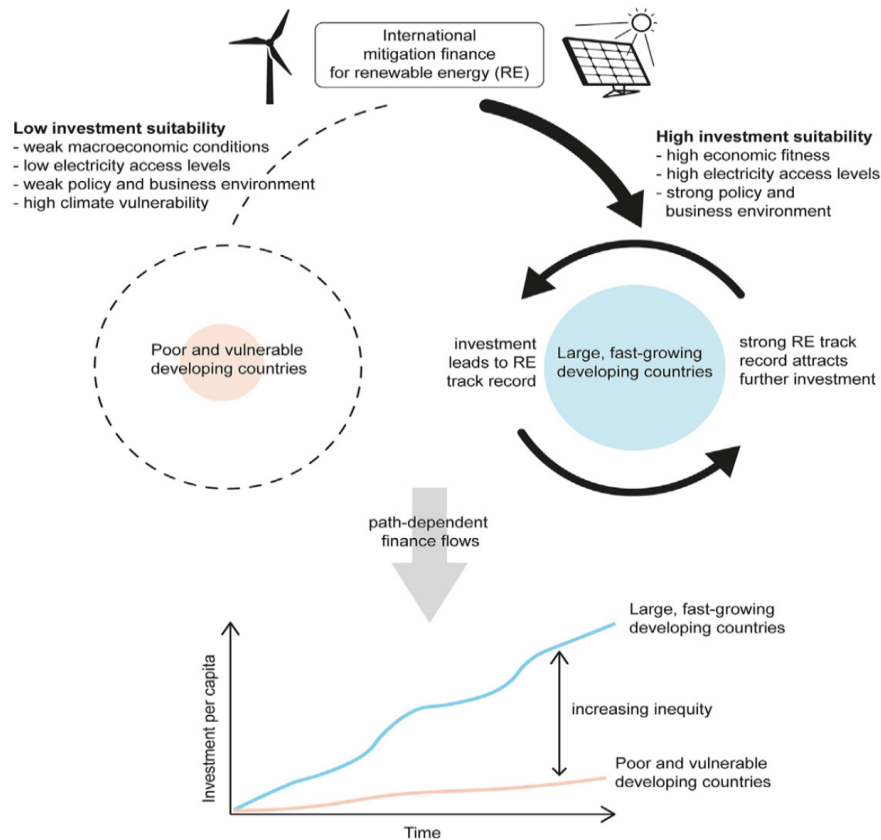 International
mitigation finance
for renewable energy (RE)
Low investment suitability
- weak macroeconomic conditions
- low electricity access levels
- weak policy and business environment
- high climate vulnerability
High investment suitability
- high economic fitness
- high electricity access levels
- strong policy and
business environment
Poor and vulnerable
developing countries
investment
leads to RE
track record
Large, fast-growing
developing countries
strong RE track
record attracts
further investment
path-dependent
finance flows
Large, fast-growing
developing countries
increasing inequity
Poor and vulnerable
developing countries
Investment per capita
Time